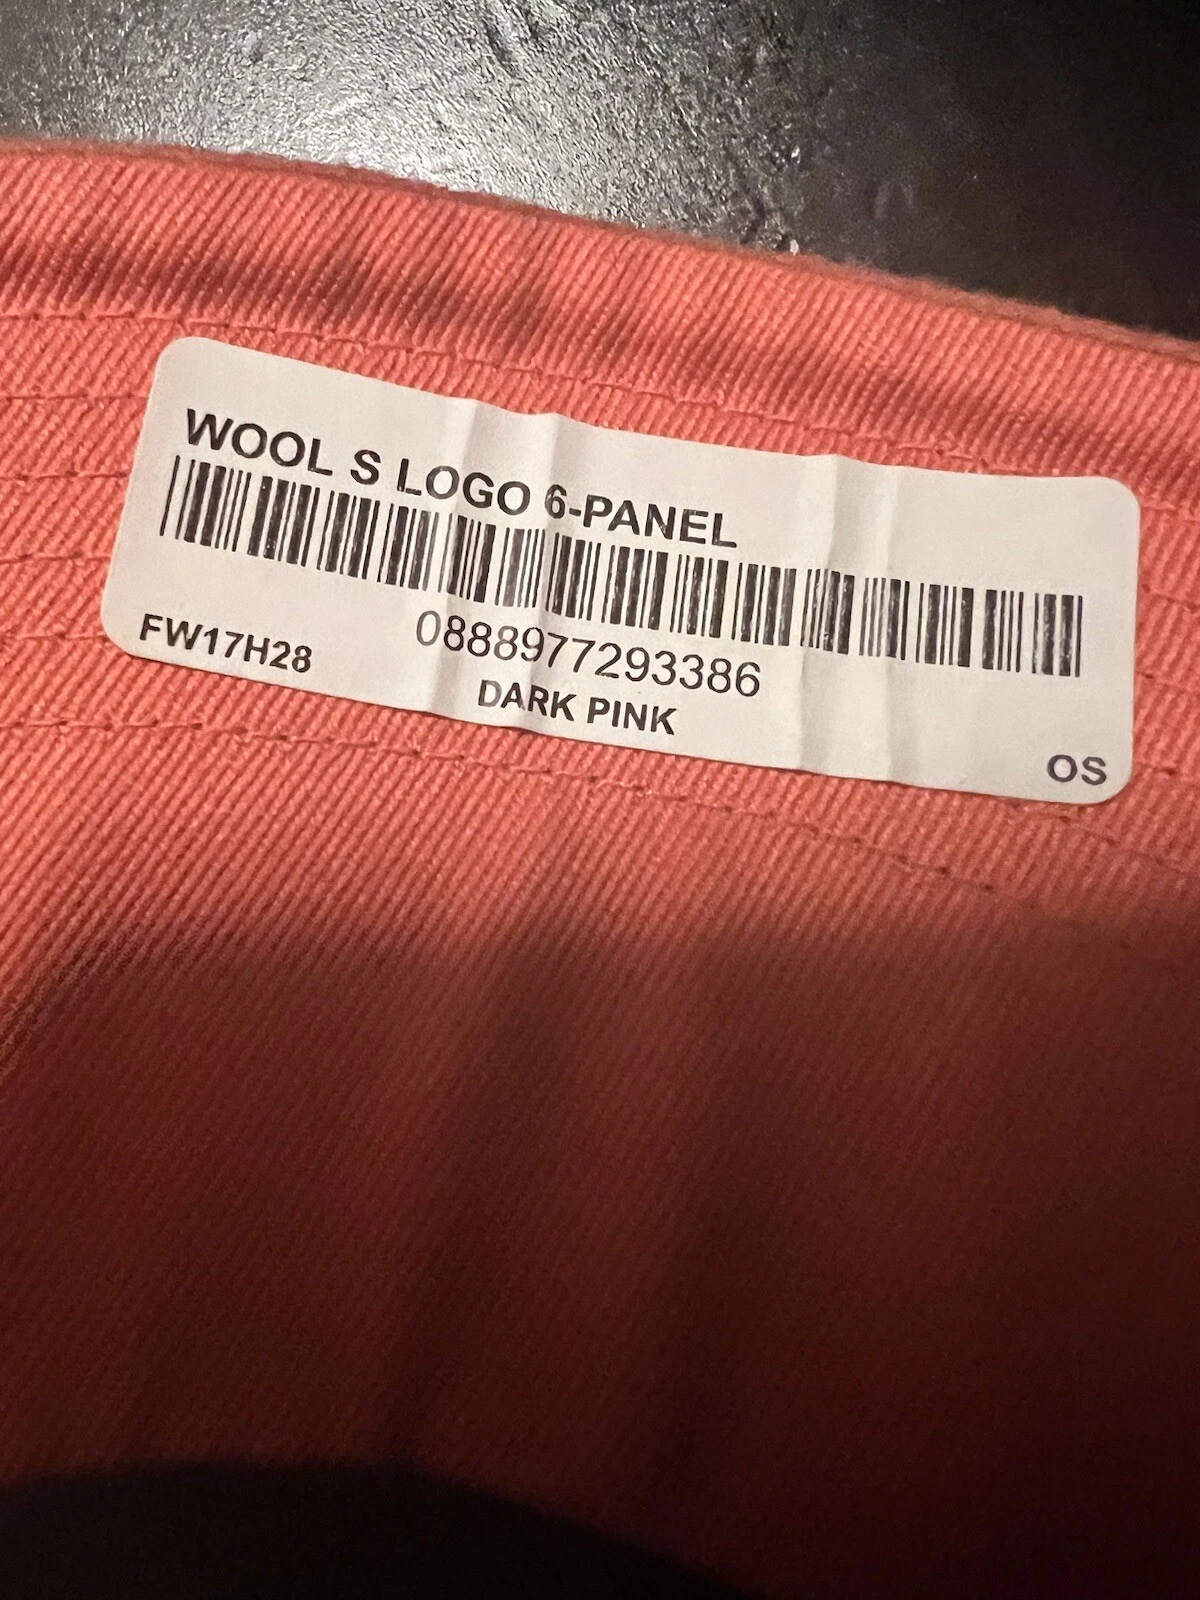 WOOL S LOGO 6-PANEL
0888977293386
FW17H28
DARK PINK
OS